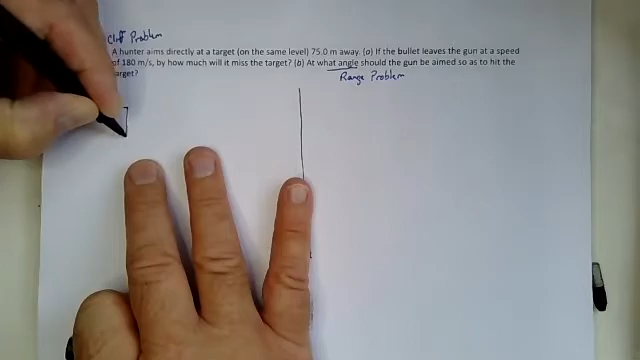 Cliff Problem
A hunter aims directly at a target (on the same level) 75.0 m away. (a) If the bullet leaves the gun at a speed
of 180 m/s, by how much will it miss the target? (b) At what angle should the gun be aimed so as to hit the
target?
Range Problem